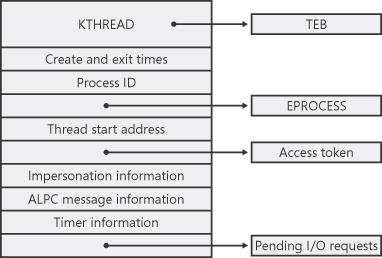 KTHREAD
TEB
Create and exit times
Process ID
EPROCESS
Thread start address
Access token
Impersonation information
ALPC message information
Timer information
Pending I/O requests